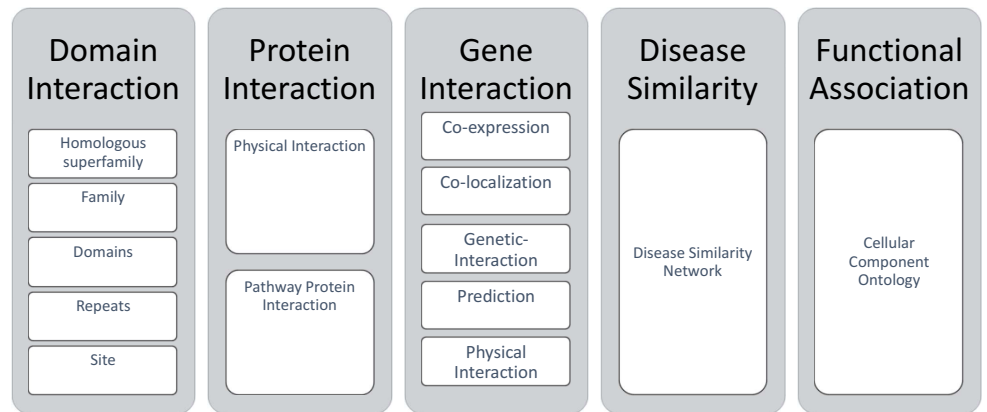 Domain
Interaction
Homologous
superfamily
Family
Domains
Repeats
Site
Protein
Interaction
Physical Interaction
Pathway Protein
Interaction
Gene
Interaction
Co-expression
Co-localization
Genetic-
Interaction
Prediction
Physical
Interaction
Disease
Similarity
Disease Similarity
Network
Functional
Association
Cellular
Component
Ontology